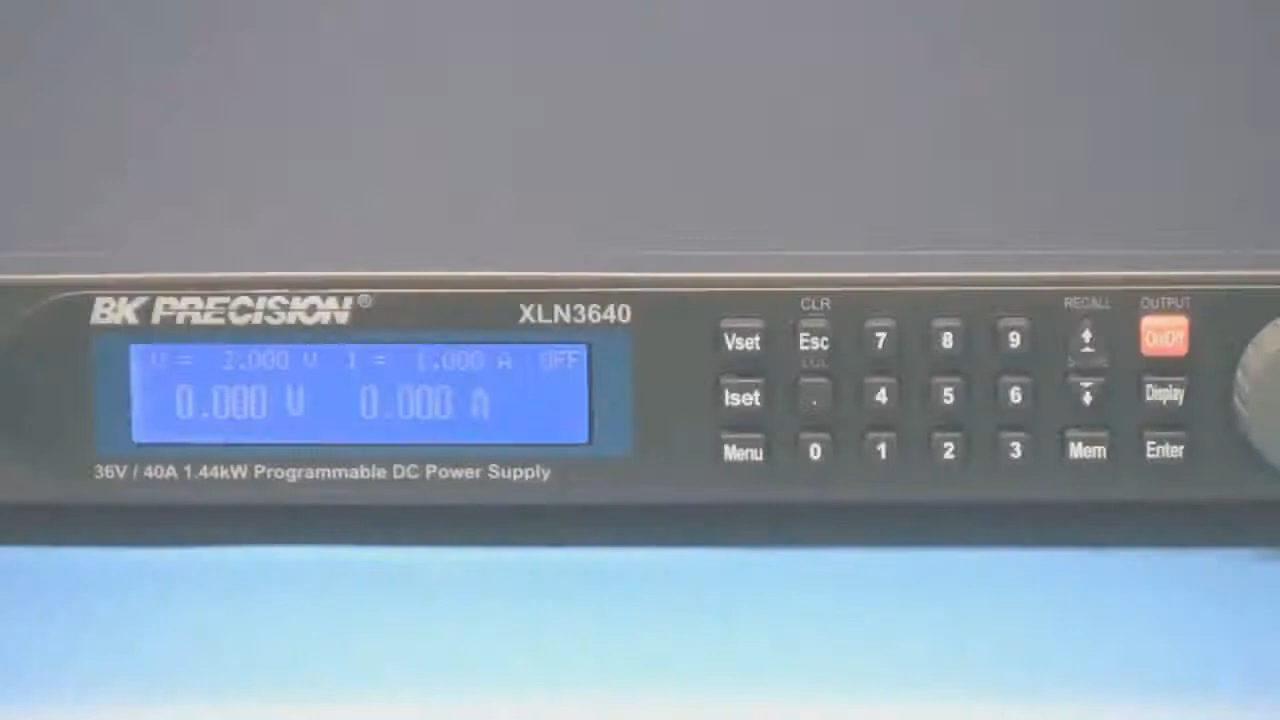 BK PRECISION®
XLN3640
V = 2.000 V I = 1.000 A OFF
0.000 V 0.000 A
36V / 40A 1.44kW Programmable DC Power Supply
CLR
RECALL
OUTPUT
Vset
Esc
7
8
9
On/Off
LCL
Iset
.
4
5
6
Display
Menu
0
1
2
3
Mem
Enter